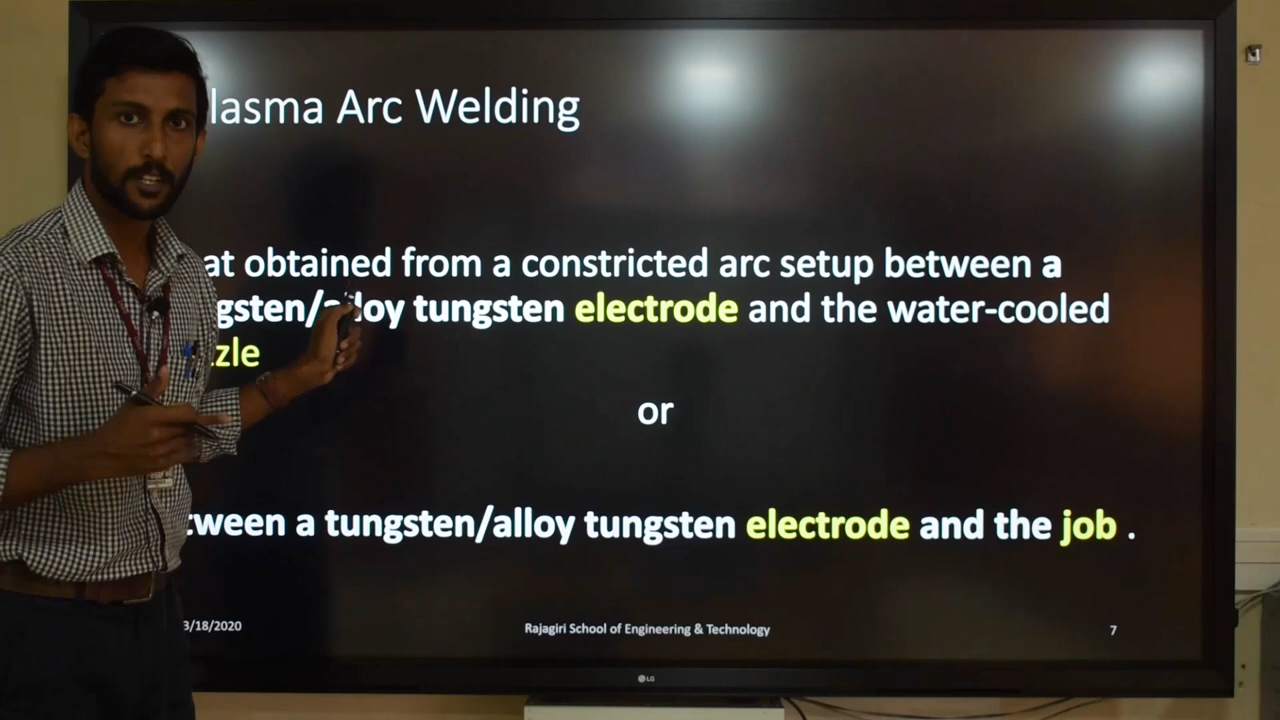 lasma Arc Welding
at obtained from a constricted arc setup between a
gsten/alloy tungsten electrode and the water-cooled
zle
or
tween a tungsten/alloy tungsten electrode and the job .
3/18/2020
Rajagiri School of Engineering & Technology
7
LG